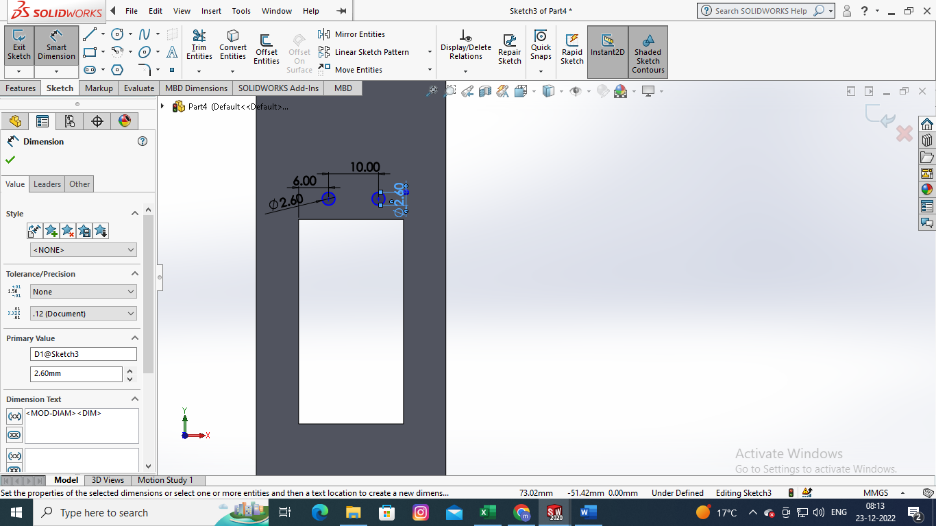 SOLIDWORKS
File Edit View Insert Tools Window Help
Sketch3 of Part4 *
Search SOLIDWORKS Help
?
Exit Sketch
Smart Dimension
Trim Entities
Convert Entities
Offset Entities
Offset On Surface
Mirror Entities
Linear Sketch Pattern
Move Entities
Display/Delete Relations
Repair Sketch
Quick Snaps
Rapid Sketch
Instant2D
Shaded Sketch Contours
Features Sketch Markup Evaluate MBD Dimensions SOLIDWORKS Add-Ins MBD
Part4 (Default<<Default>...
Dimension
Value Leaders Other
Style
<NONE>
Tolerance/Precision
None
.12 (Document)
Primary Value
D1@Sketch3
2.60mm
Dimension Text
<MOD-DIAM><DIM>
10.00
6.00
⌀2.60
⌀2.60
Y
X
Activate Windows
Go to Settings to activate Windows.
Model 3D Views Motion Study 1
Set the properties of the selected dimensions or select one or more entities and then a text location to create a new dimens...
73.02mm -51.42mm 0.00mm Under Defined Editing Sketch3 MMGS
Type here to search
17°C
ENG
08:13
23-12-2022
2